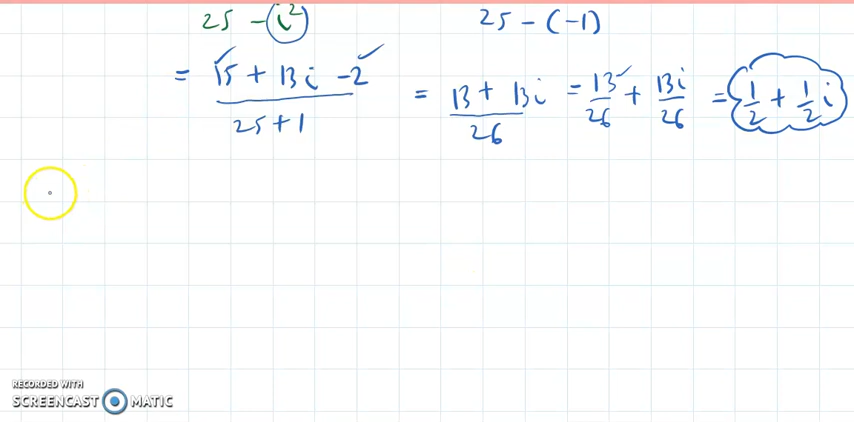 25 - i² 25 - (-1)
= 15 + 13i - 2 / 25 + 1 = 13 + 13i / 26 = 13/26 + 13i/26 = 1/2 + 1/2 i
RECORDED WITH
SCREENCAST MATIC